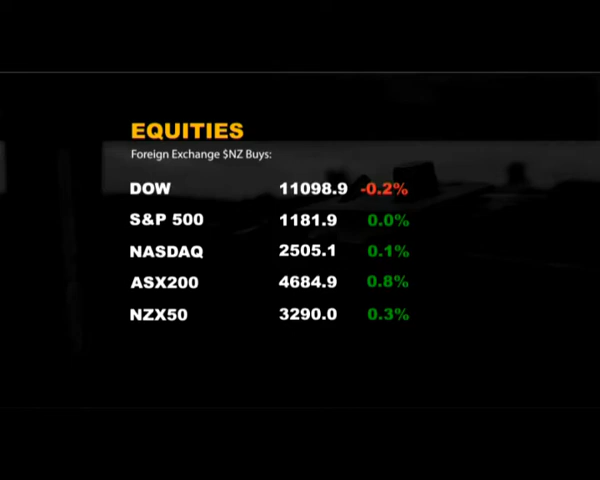 EQUITIES
Foreign Exchange $NZ Buys:
DOW 11098.9 -0.2%
S&P 500 1181.9 0.0%
NASDAQ 2505.1 0.1%
ASX200 4684.9 0.8%
NZX50 3290.0 0.3%